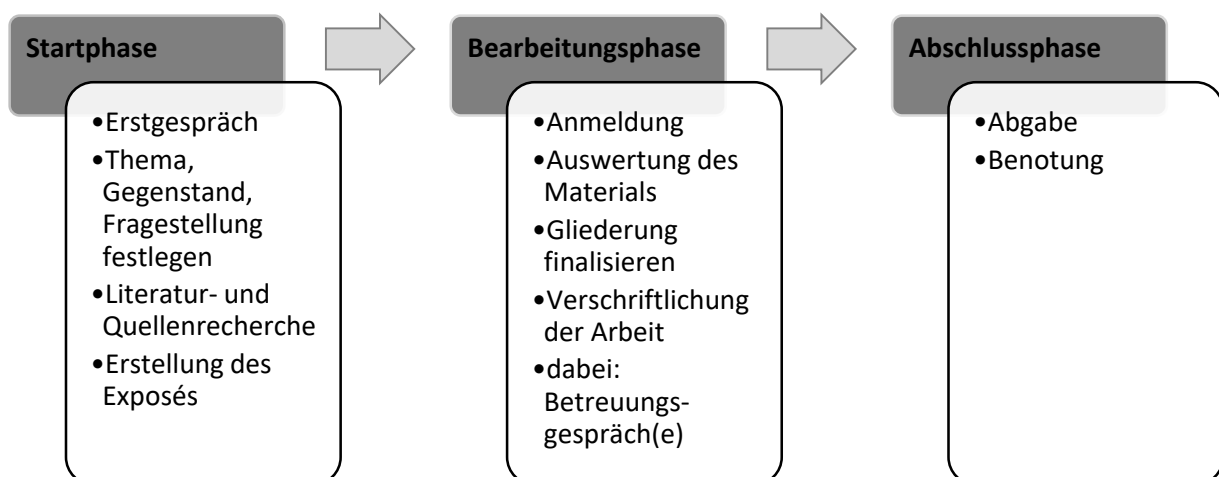 Startphase
•Erstgespräch
•Thema,
Gegenstand,
Fragestellung
festlegen
•Literatur- und
Quellenrecherche
•Erstellung des
Exposés
Bearbeitungsphase
•Anmeldung
•Auswertung des
Materials
•Gliederung
finalisieren
•Verschriftlichung
der Arbeit
•dabei:
Betreuungs-
gespräch(e)
Abschlussphase
•Abgabe
•Benotung